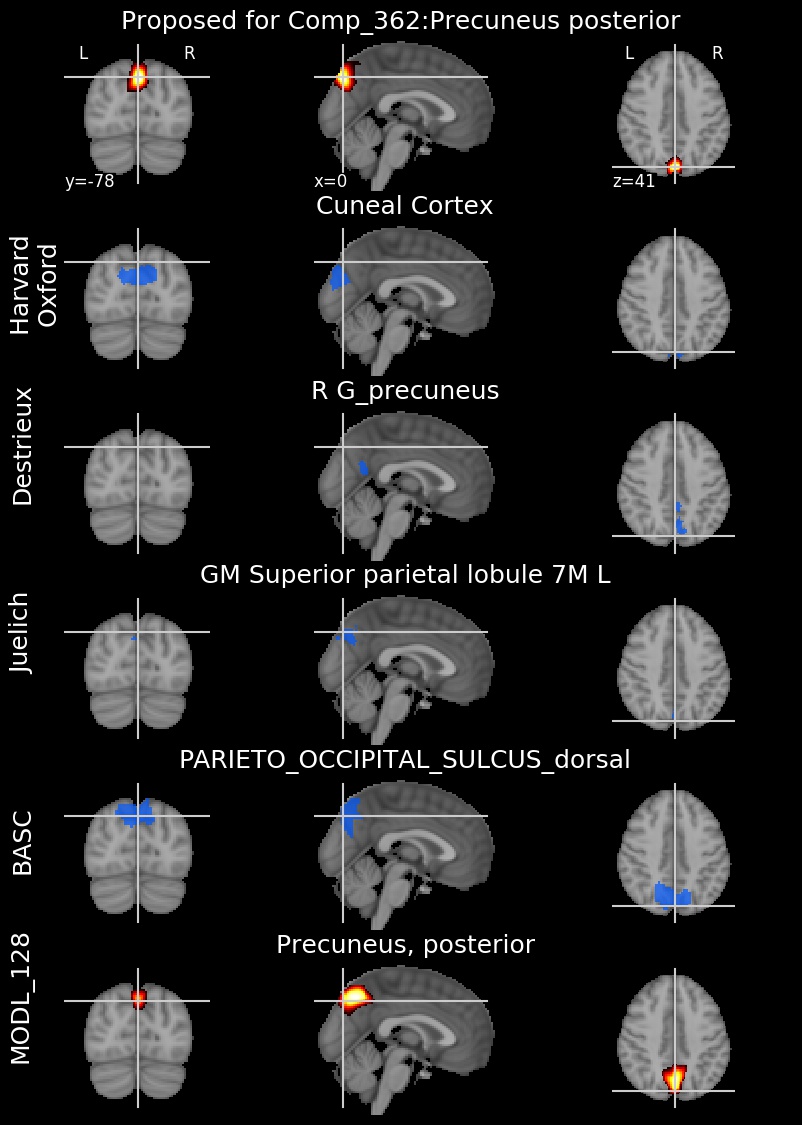 Proposed for Comp_362:Precuneus posterior
L R L R
y=-78 x=0 z=41
Cuneal Cortex
Harvard
Oxford
R G_precuneus
Destrieux
GM Superior parietal lobule 7M L
Juelich
PARIETO_OCCIPITAL_SULCUS_dorsal
BASC
Precuneus, posterior
MODL_128